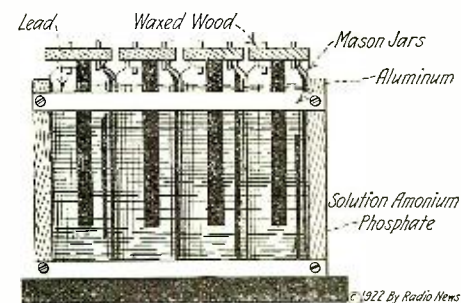 Lead
Waxed Wood
Mason Jars
Aluminum
Solution Amonium
Phosphate
© 1922 By Radio News